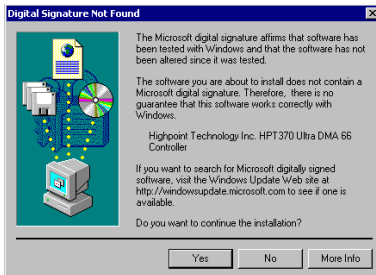 Digital Signature Not Found
The Microsoft digital signature affirms that software has
been tested with Windows and that the software has not
been altered since it was tested.
The software you are about to install does not contain a
Microsoft digital signature. Therefore, there is no
guarantee that this software works correctly with
Windows.
Highpoint Technology Inc. HPT370 Ultra DMA 66
Controller
If you want to search for Microsoft digitally signed
software, visit the Windows Update Web site at
http://windowsupdate.microsoft.com to see if one is
available.
Do you want to continue the installation?
Yes No More Info